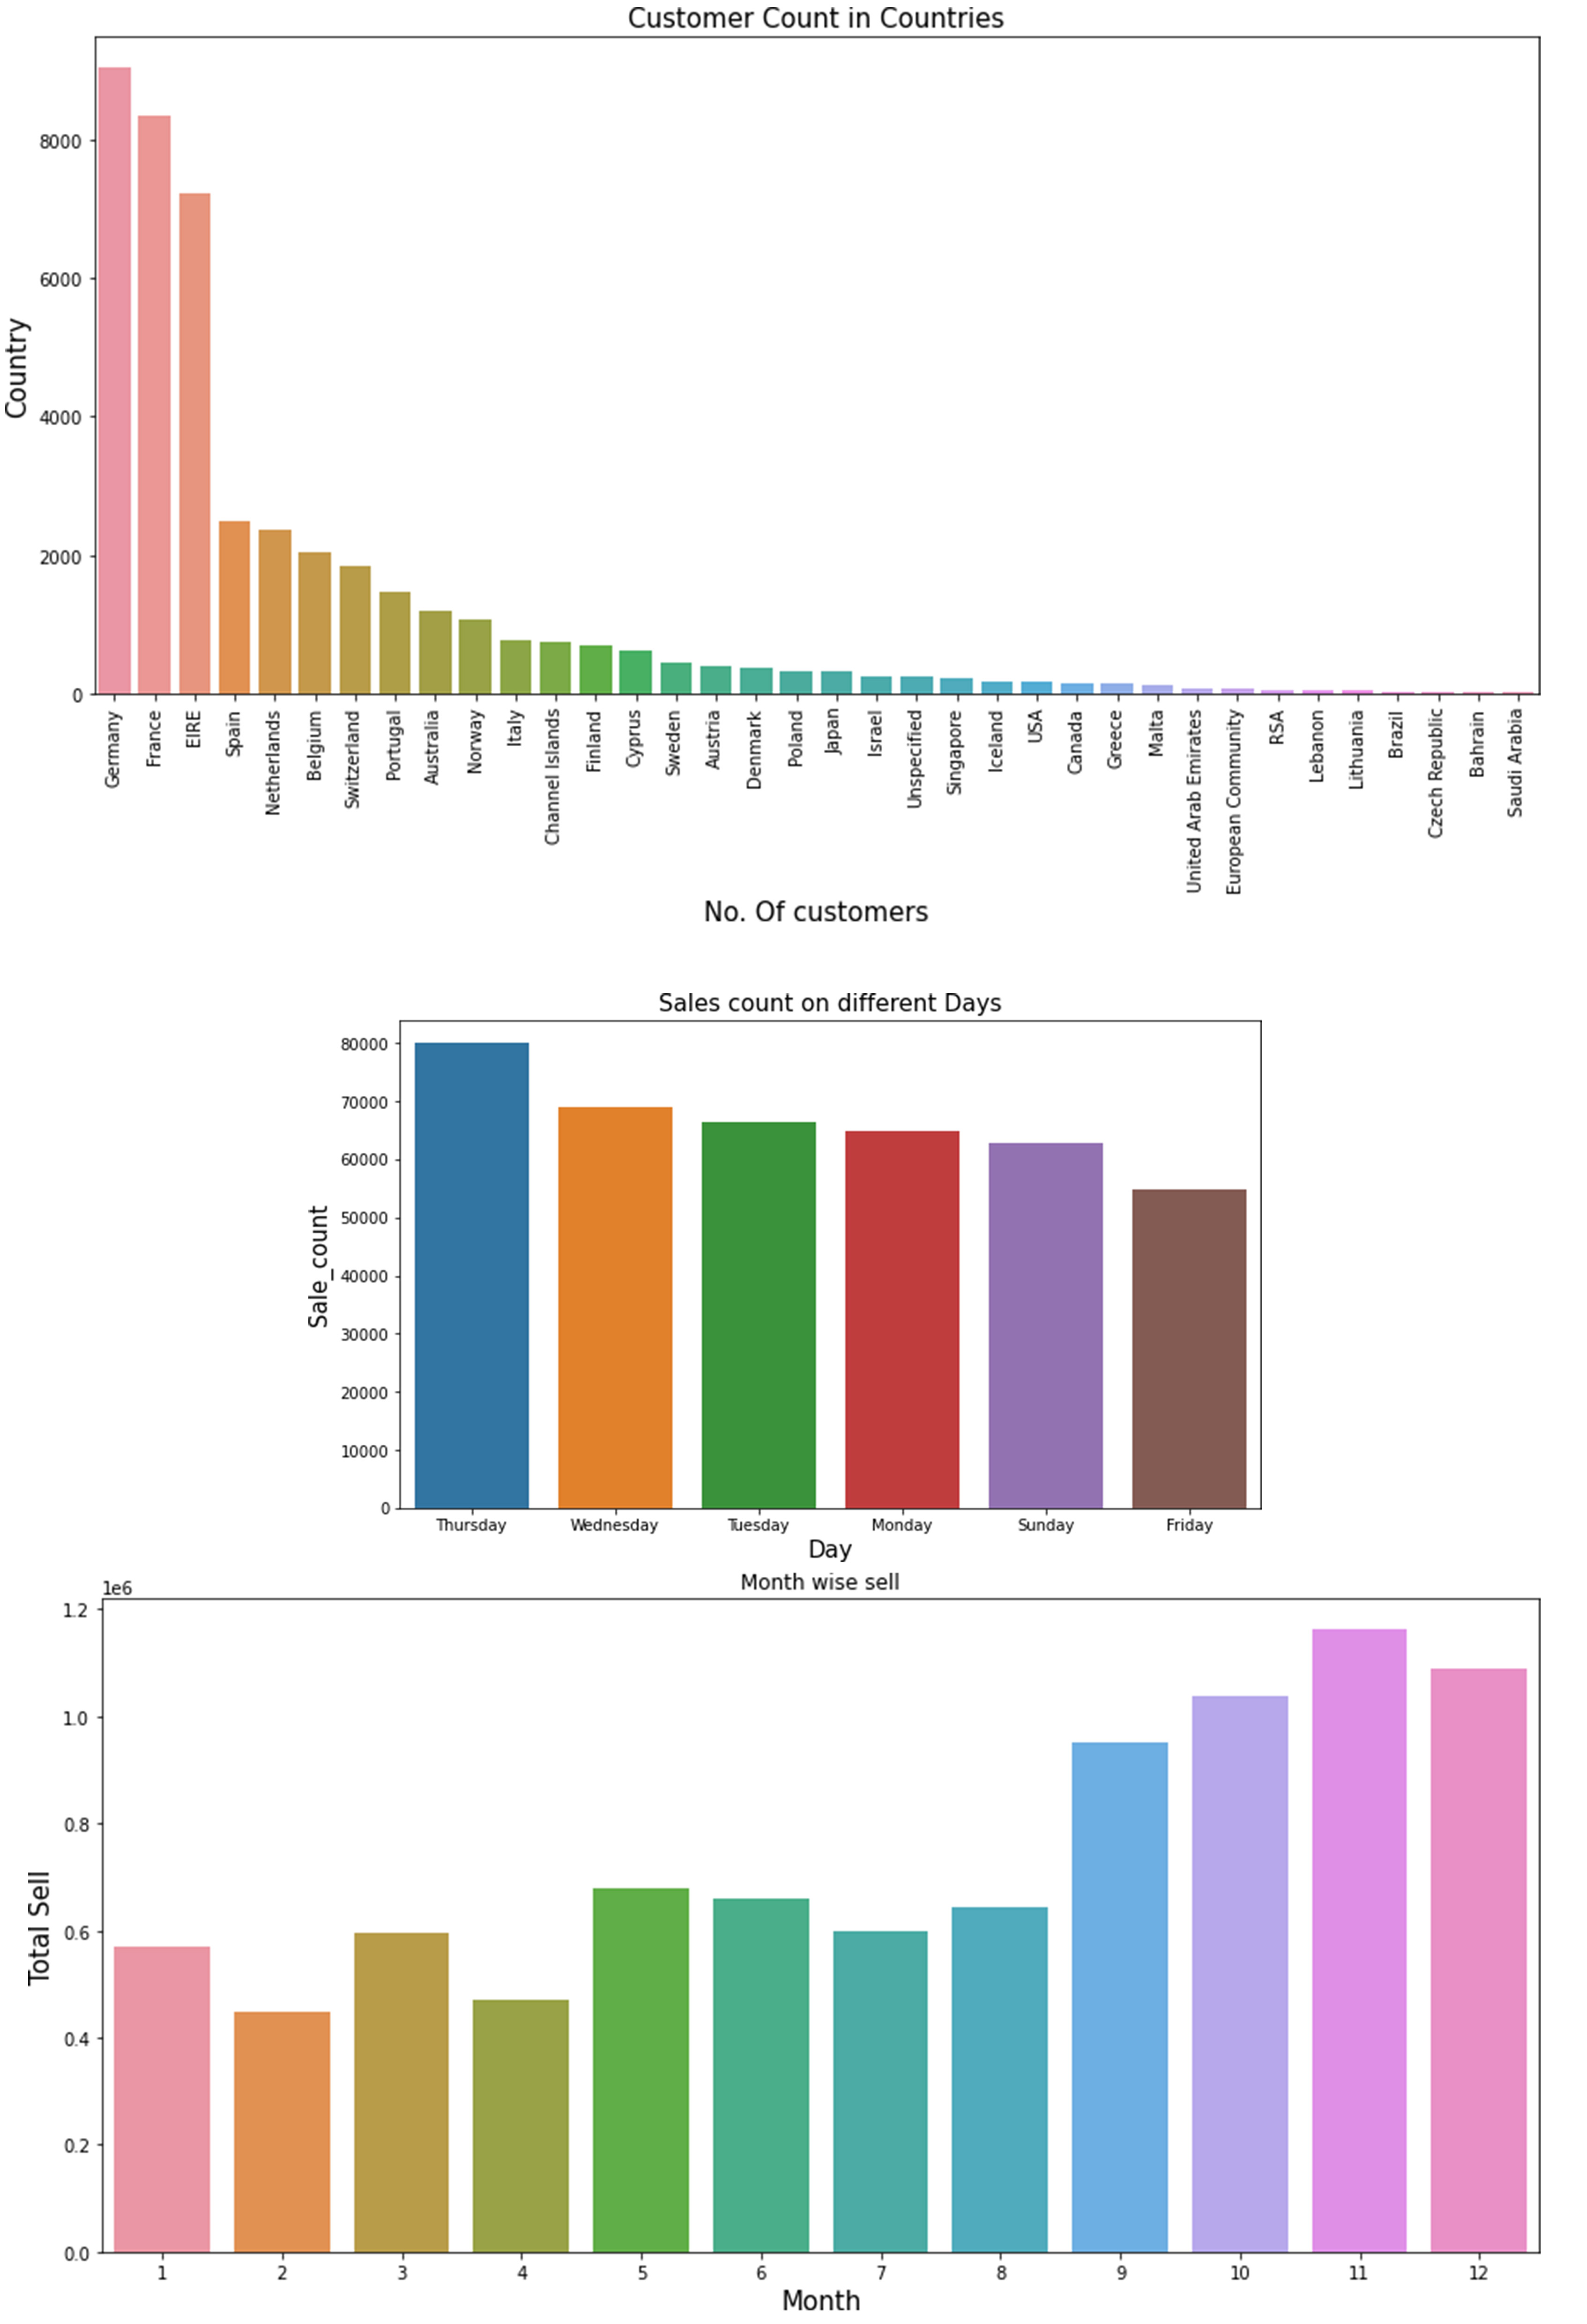 Customer Count in Countries
8000
6000
4000
2000
0
Country
Germany
France
EIRE
Spain
Netherlands
Belgium
Switzerland
Portugal
Australia
Norway
Italy
Channel Islands
Finland
Cyprus
Sweden
Austria
Denmark
Poland
Japan
Israel
Unspecified
Singapore
Iceland
USA
Canada
Greece
Malta
United Arab Emirates
European Community
RSA
Lebanon
Lithuania
Brazil
Czech Republic
Bahrain
Saudi Arabia
No. Of customers
Sales count on different Days
80000
70000
60000
50000
40000
30000
20000
10000
0
Sale_count
Thursday Wednesday Tuesday Monday Sunday Friday
Day
Month wise sell
1e6
1.2
1.0
0.8
0.6
0.4
0.2
0.0
Total Sell
1 2 3 4 5 6 7 8 9 10 11 12
Month